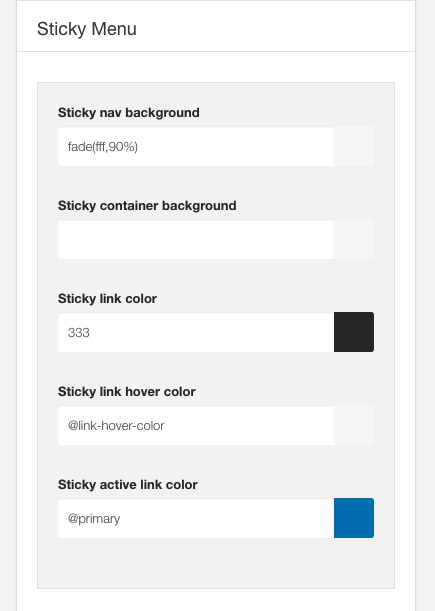 Sticky Menu
Sticky nav background
fade(fff,90%)
Sticky container background
Sticky link color
333
Sticky link hover color
@link-hover-color
Sticky active link color
@primary